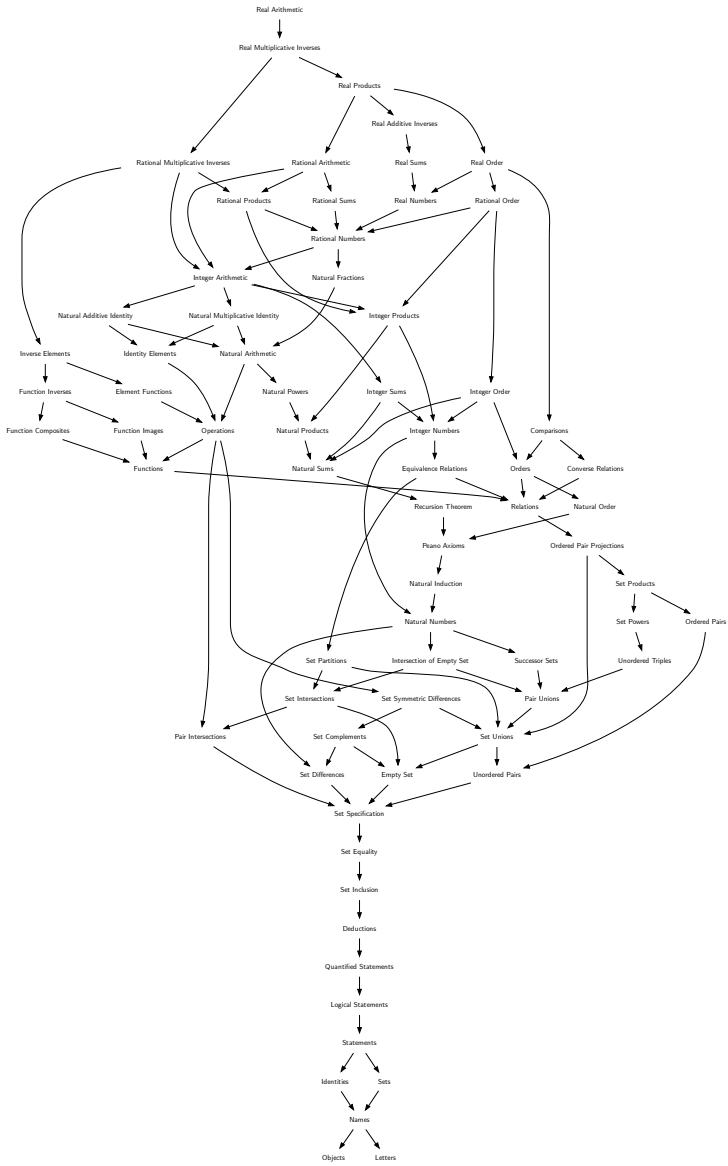 Real Arithmetic
Real Multiplicative Inverses
Real Products
Real Additive Inverses
Rational Multiplicative Inverses
Rational Arithmetic
Real Sums
Real Order
Rational Products
Rational Sums
Real Numbers
Rational Order
Rational Numbers
Integer Arithmetic
Natural Fractions
Natural Additive Identity
Natural Multiplicative Identity
Integer Products
Inverse Elements
Identity Elements
Natural Arithmetic
Function Inverses
Element Functions
Natural Powers
Integer Sums
Integer Order
Function Composites
Function Images
Operations
Natural Products
Integer Numbers
Comparisons
Functions
Natural Sums
Equivalence Relations
Orders
Converse Relations
Recursion Theorem
Relations
Natural Order
Peano Axioms
Ordered Pair Projections
Natural Induction
Set Products
Natural Numbers
Set Powers
Ordered Pairs
Set Partitions
Intersection of Empty Set
Successor Sets
Unordered Triples
Set Intersections
Set Symmetric Differences
Pair Unions
Pair Intersections
Set Complements
Set Unions
Set Differences
Empty Set
Unordered Pairs
Set Specification
Set Equality
Set Inclusion
Deductions
Quantified Statements
Logical Statements
Statements
Identities
Sets
Names
Objects
Letters